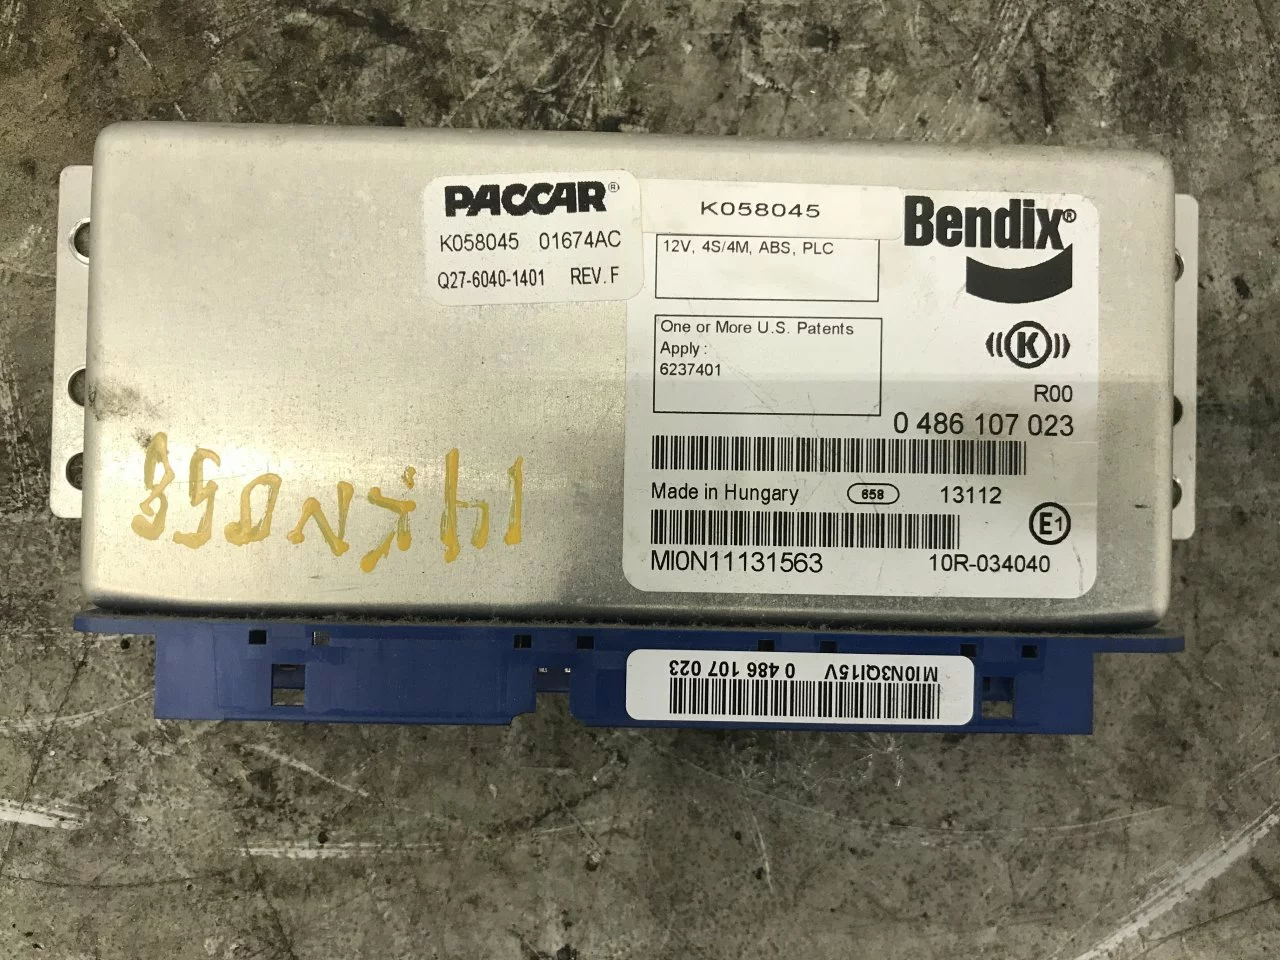 PACCAR®
K058045 01674AC
Q27-6040-1401 REV. F
K058045
12V, 4S/4M, ABS, PLC
Bendix®
One or More U.S. Patents
Apply :
6237401
K
R00
0 486 107 023
Made in Hungary 658 13112
E1
MI0N11131563 10R-034040
14KN058
MI0N3QI15V 0 486 107 023